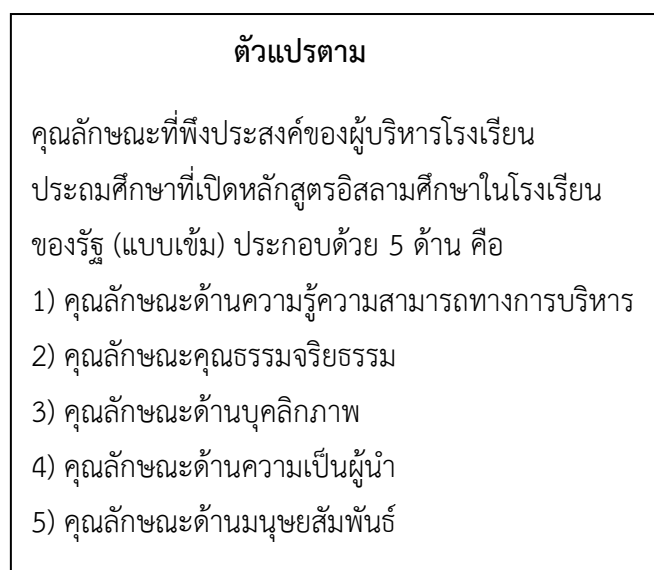 ตัวแปรตาม
คุณลักษณะที่พึงประสงค์ของผู้บริหารโรงเรียน
ประถมศึกษาที่เปิดหลักสูตรอิสลามศึกษาในโรงเรียน
ของรัฐ (แบบเข้ม) ประกอบด้วย 5 ด้าน คือ
1) คุณลักษณะด้านความรู้ความสามารถทางการบริหาร
2) คุณลักษณะคุณธรรมจริยธรรม
3) คุณลักษณะด้านบุคลิกภาพ
4) คุณลักษณะด้านความเป็นผู้นำ
5) คุณลักษณะด้านมนุษยสัมพันธ์